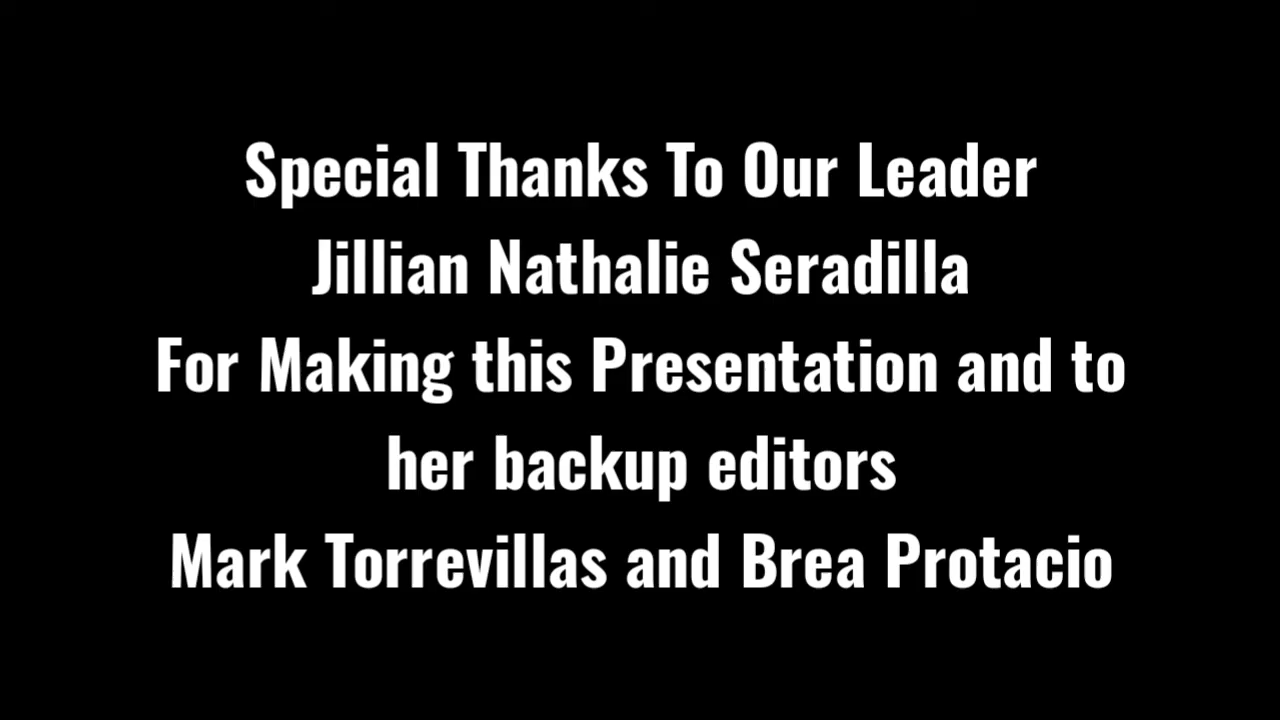 Special Thanks To Our Leader
Jillian Nathalie Seradilla
For Making this Presentation and to
her backup editors
Mark Torrevillas and Brea Protacio